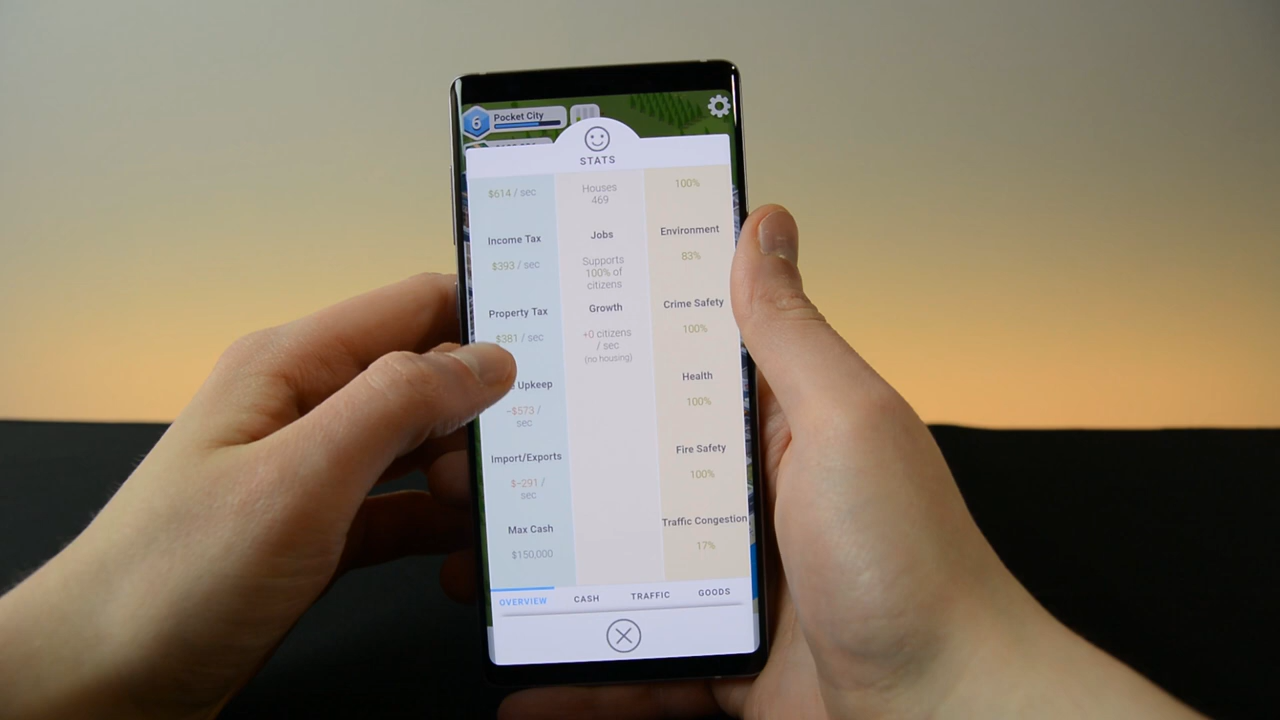 6
Pocket City
STATS
$614 / sec
Income Tax
$393 / sec
Property Tax
$381 / sec
Upkeep
-$573 /
sec
Import/Exports
$-291 /
sec
Max Cash
$150,000
Houses
469
Jobs
Supports
100% of
citizens
Growth
+0 citizens
/ sec
(no housing)
100%
Environment
83%
Crime Safety
100%
Health
100%
Fire Safety
100%
Traffic Congestion
17%
OVERVIEW
CASH
TRAFFIC
GOODS